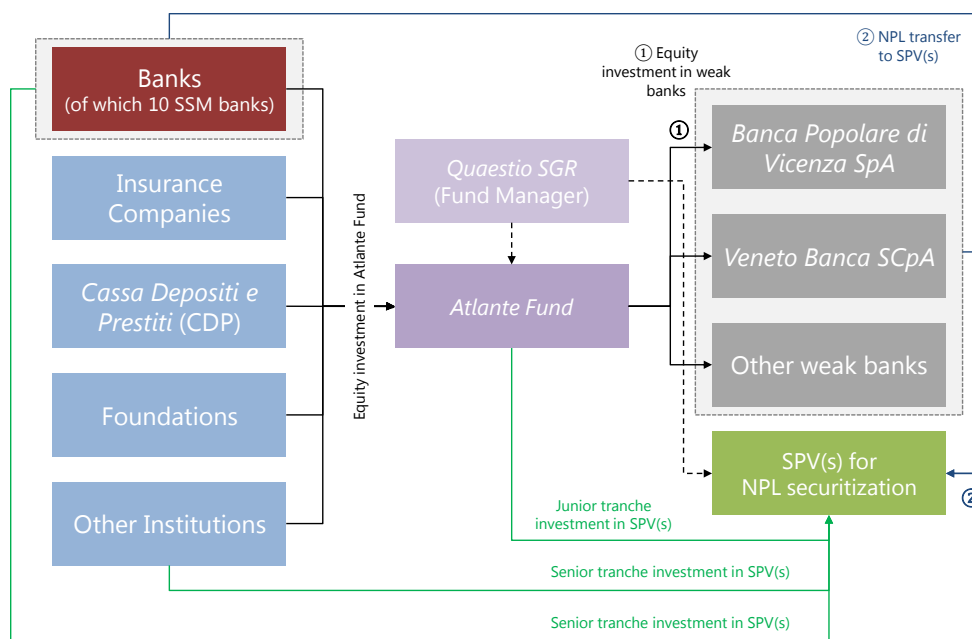 Banks
(of which 10 SSM banks)
Insurance
Companies
Cassa Depositi e
Prestiti (CDP)
Foundations
Other Institutions
Equity investment in Atlante Fund
Quaestio SGR
(Fund Manager)
Atlante Fund
① Equity
investment in weak
banks
①
② NPL transfer
to SPV(s)
Banca Popolare di
Vicenza SpA
Veneto Banca SCpA
Other weak banks
SPV(s) for
NPL securitization
②
Junior tranche
investment in SPV(s)
Senior tranche investment in SPV(s)
Senior tranche investment in SPV(s)